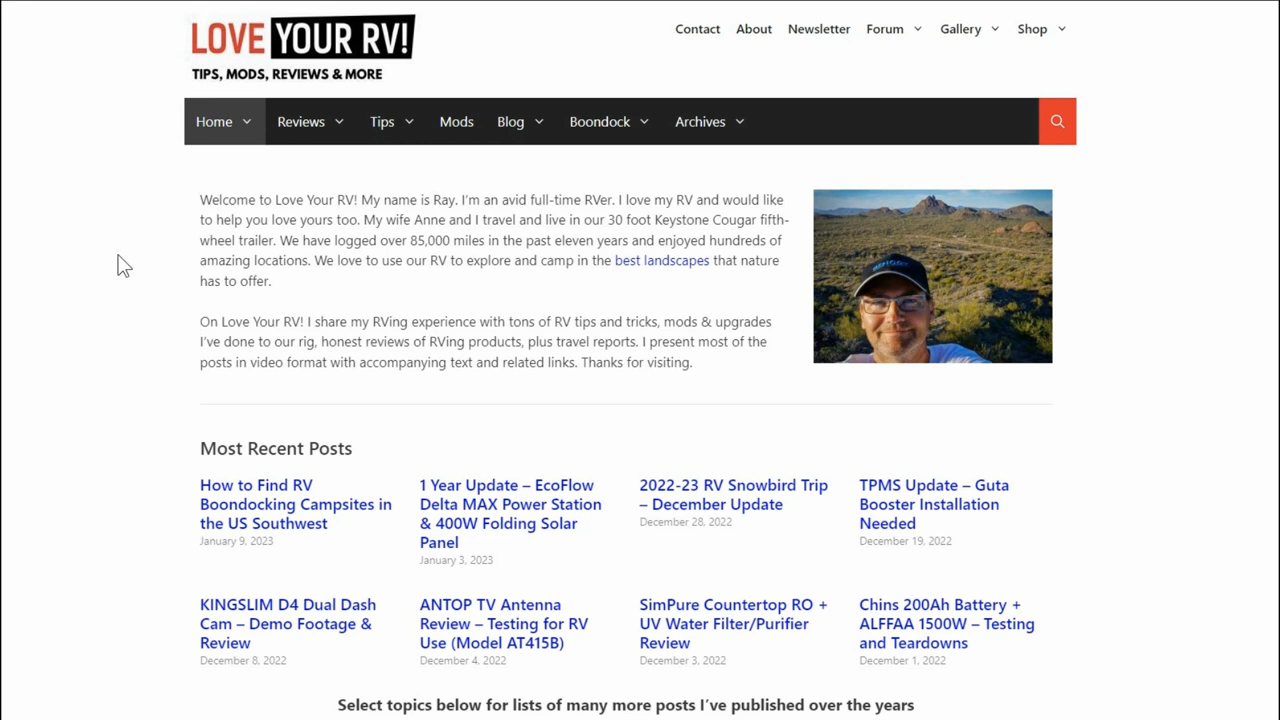 LOVE YOUR RV!
TIPS, MODS, REVIEWS & MORE
Contact About Newsletter Forum Gallery Shop
Home Reviews Tips Mods Blog Boondock Archives
Welcome to Love Your RV! My name is Ray. I'm an avid full-time RVer. I love my RV and would like
to help you love yours too. My wife Anne and I travel and live in our 30 foot Keystone Cougar fifth-
wheel trailer. We have logged over 85,000 miles in the past eleven years and enjoyed hundreds of
amazing locations. We love to use our RV to explore and camp in the best landscapes that nature
has to offer.
On Love Your RV! I share my RVing experience with tons of RV tips and tricks, mods & upgrades
I've done to our rig, honest reviews of RVing products, plus travel reports. I present most of the
posts in video format with accompanying text and related links. Thanks for visiting.
Most Recent Posts
How to Find RV
Boondocking Campsites in
the US Southwest
January 9, 2023
1 Year Update – EcoFlow
Delta MAX Power Station
& 400W Folding Solar
Panel
January 3, 2023
2022-23 RV Snowbird Trip
– December Update
December 28, 2022
TPMS Update – Guta
Booster Installation
Needed
December 19, 2022
KINGSLIM D4 Dual Dash
Cam – Demo Footage &
Review
December 8, 2022
ANTOP TV Antenna
Review – Testing for RV
Use (Model AT415B)
December 4, 2022
SimPure Countertop RO +
UV Water Filter/Purifier
Review
December 3, 2022
Chins 200Ah Battery +
ALFFAA 1500W – Testing
and Teardowns
December 1, 2022
Select topics below for lists of many more posts I've published over the years